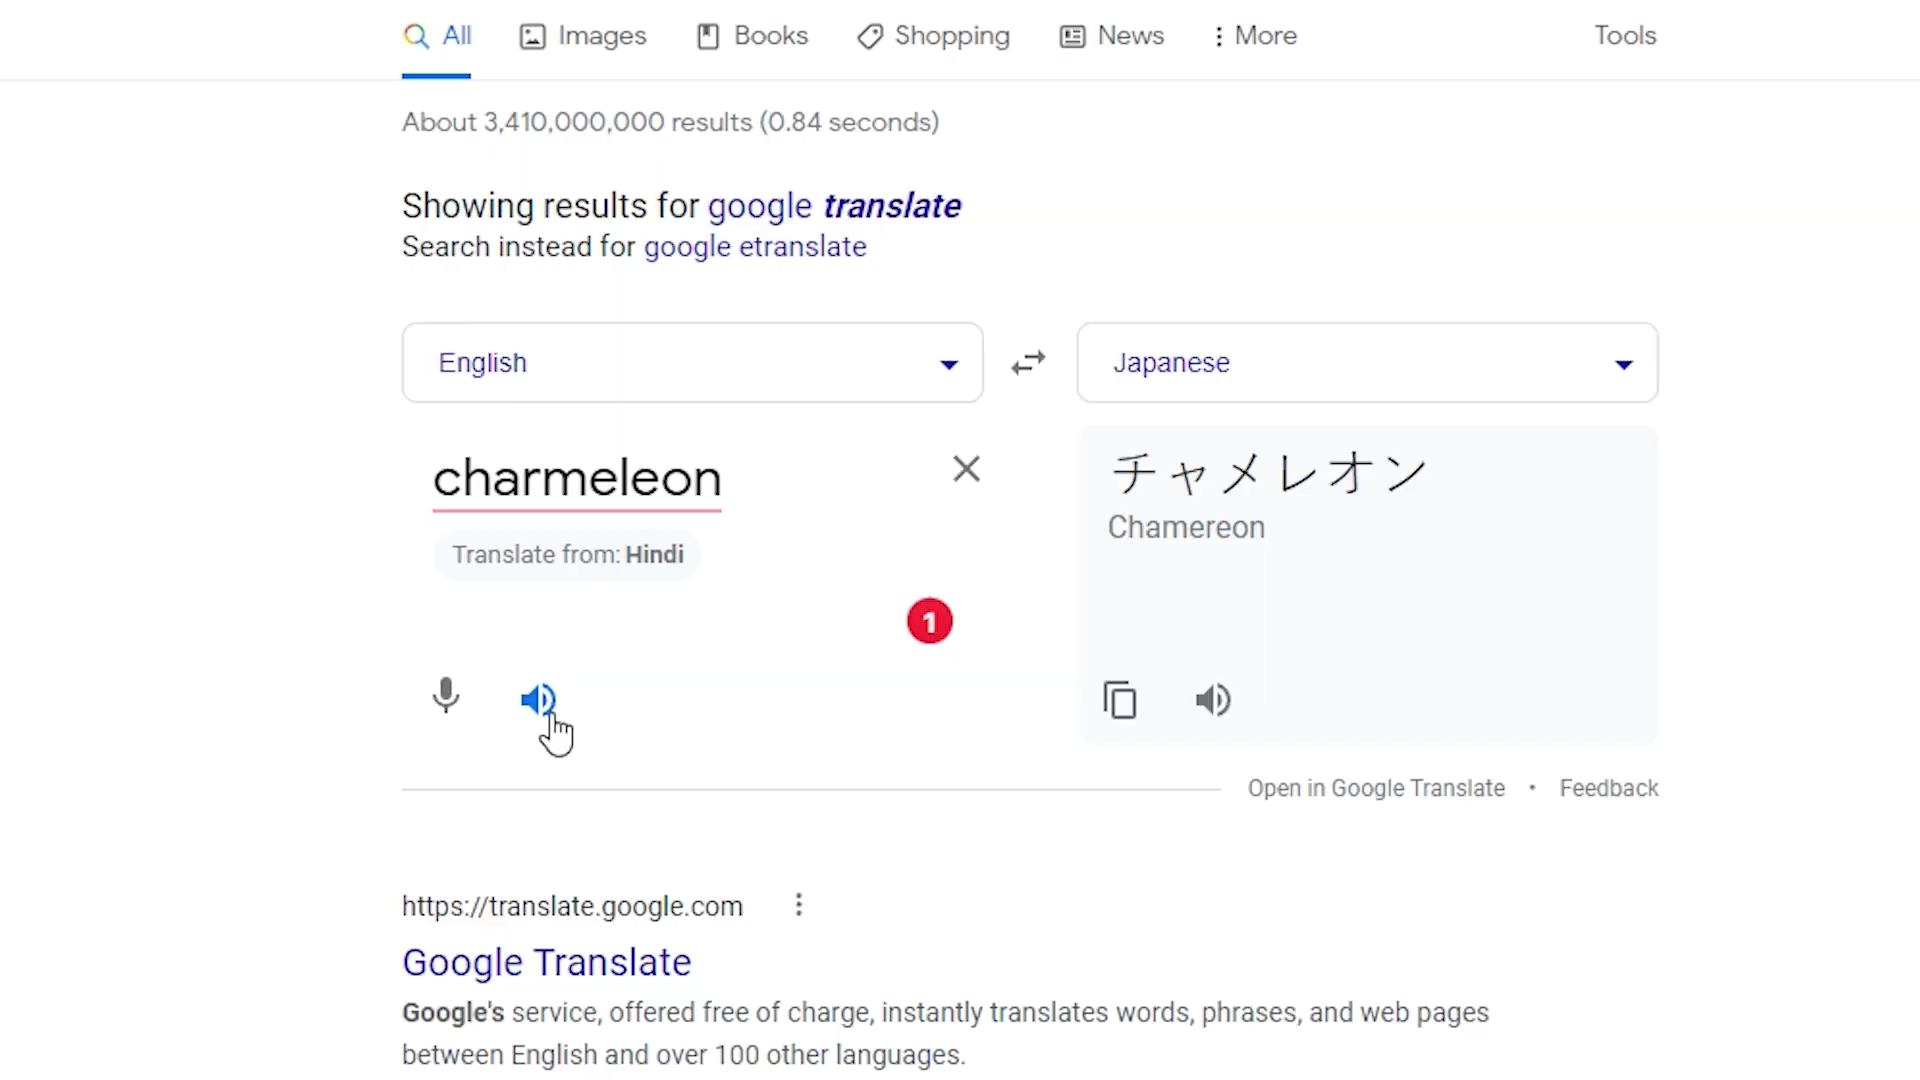 All Images Books Shopping News More Tools
About 3,410,000,000 results (0.84 seconds)
Showing results for google translate
Search instead for google etranslate
English Japanese
charmeleon チャメレオン
Chamereon
Translate from: Hindi
1
Open in Google Translate • Feedback
https://translate.google.com
Google Translate
Google's service, offered free of charge, instantly translates words, phrases, and web pages
between English and over 100 other languages.